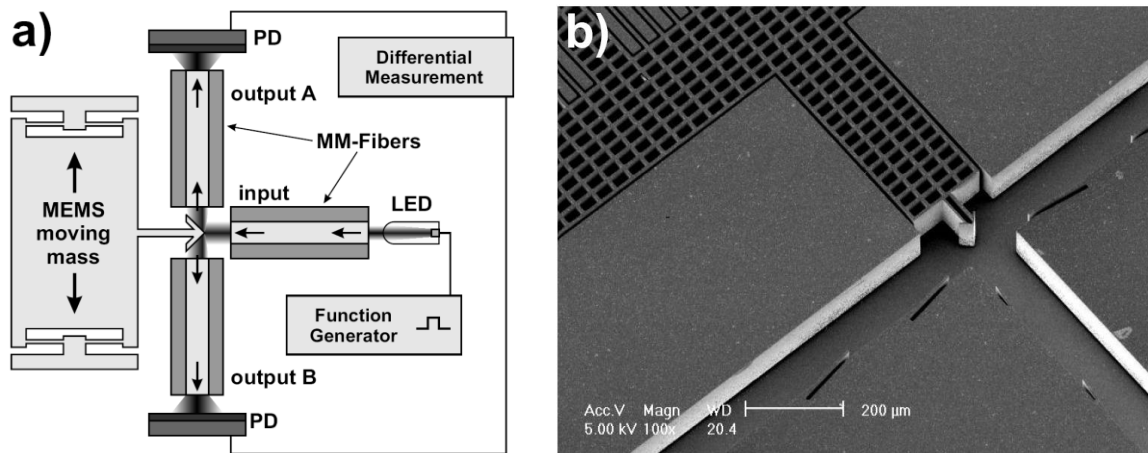 a)
PD
Differential
Measurement
output A
MM-Fibers
input
LED
MEMS
moving
mass
Function
Generator
output B
PD
b)
Acc.V Magn WD
200 µm
5.00 kV 100x 20.4